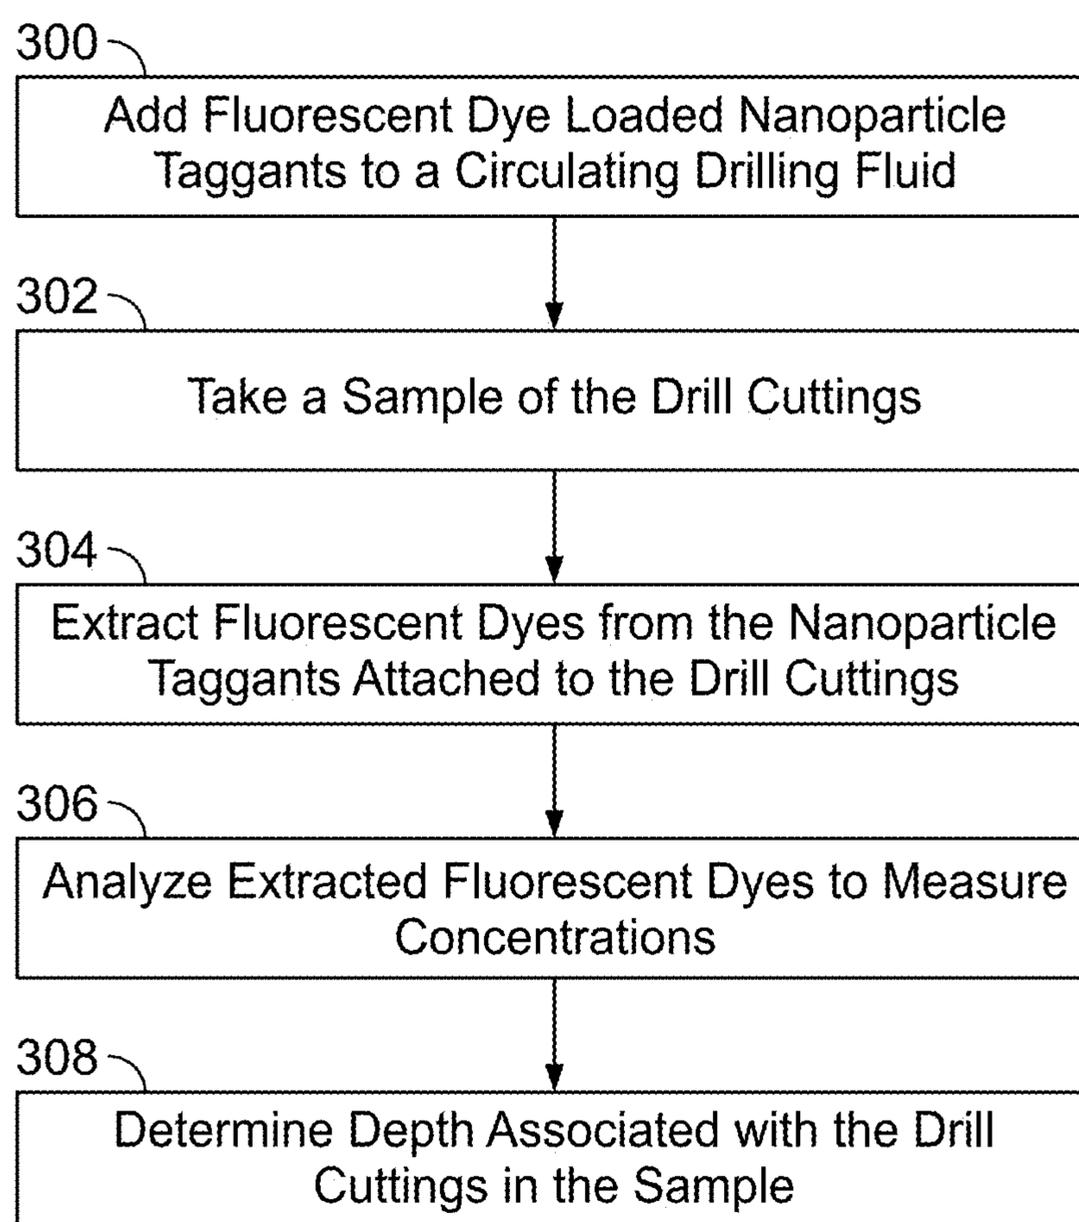 300
Add Fluorescent Dye Loaded Nanoparticle
Taggants to a Circulating Drilling Fluid
302
Take a Sample of the Drill Cuttings
304
Extract Fluorescent Dyes from the Nanoparticle
Taggants Attached to the Drill Cuttings
306
Analyze Extracted Fluorescent Dyes to Measure
Concentrations
308
Determine Depth Associated with the Drill
Cuttings in the Sample